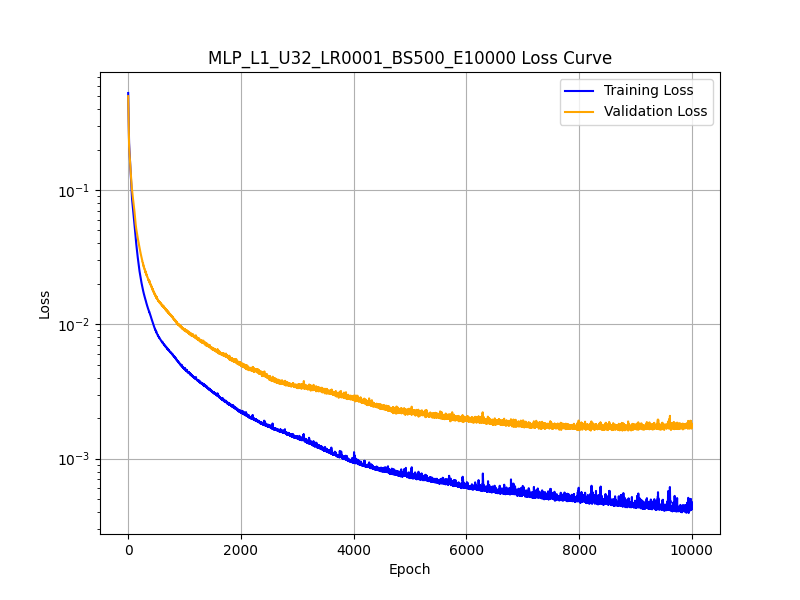 MLP_L1_U32_LR0001_BS500_E10000 Loss Curve
Training Loss
Validation Loss
10⁻¹
10⁻²
10⁻³
Loss
0 2000 4000 6000 8000 10000
Epoch